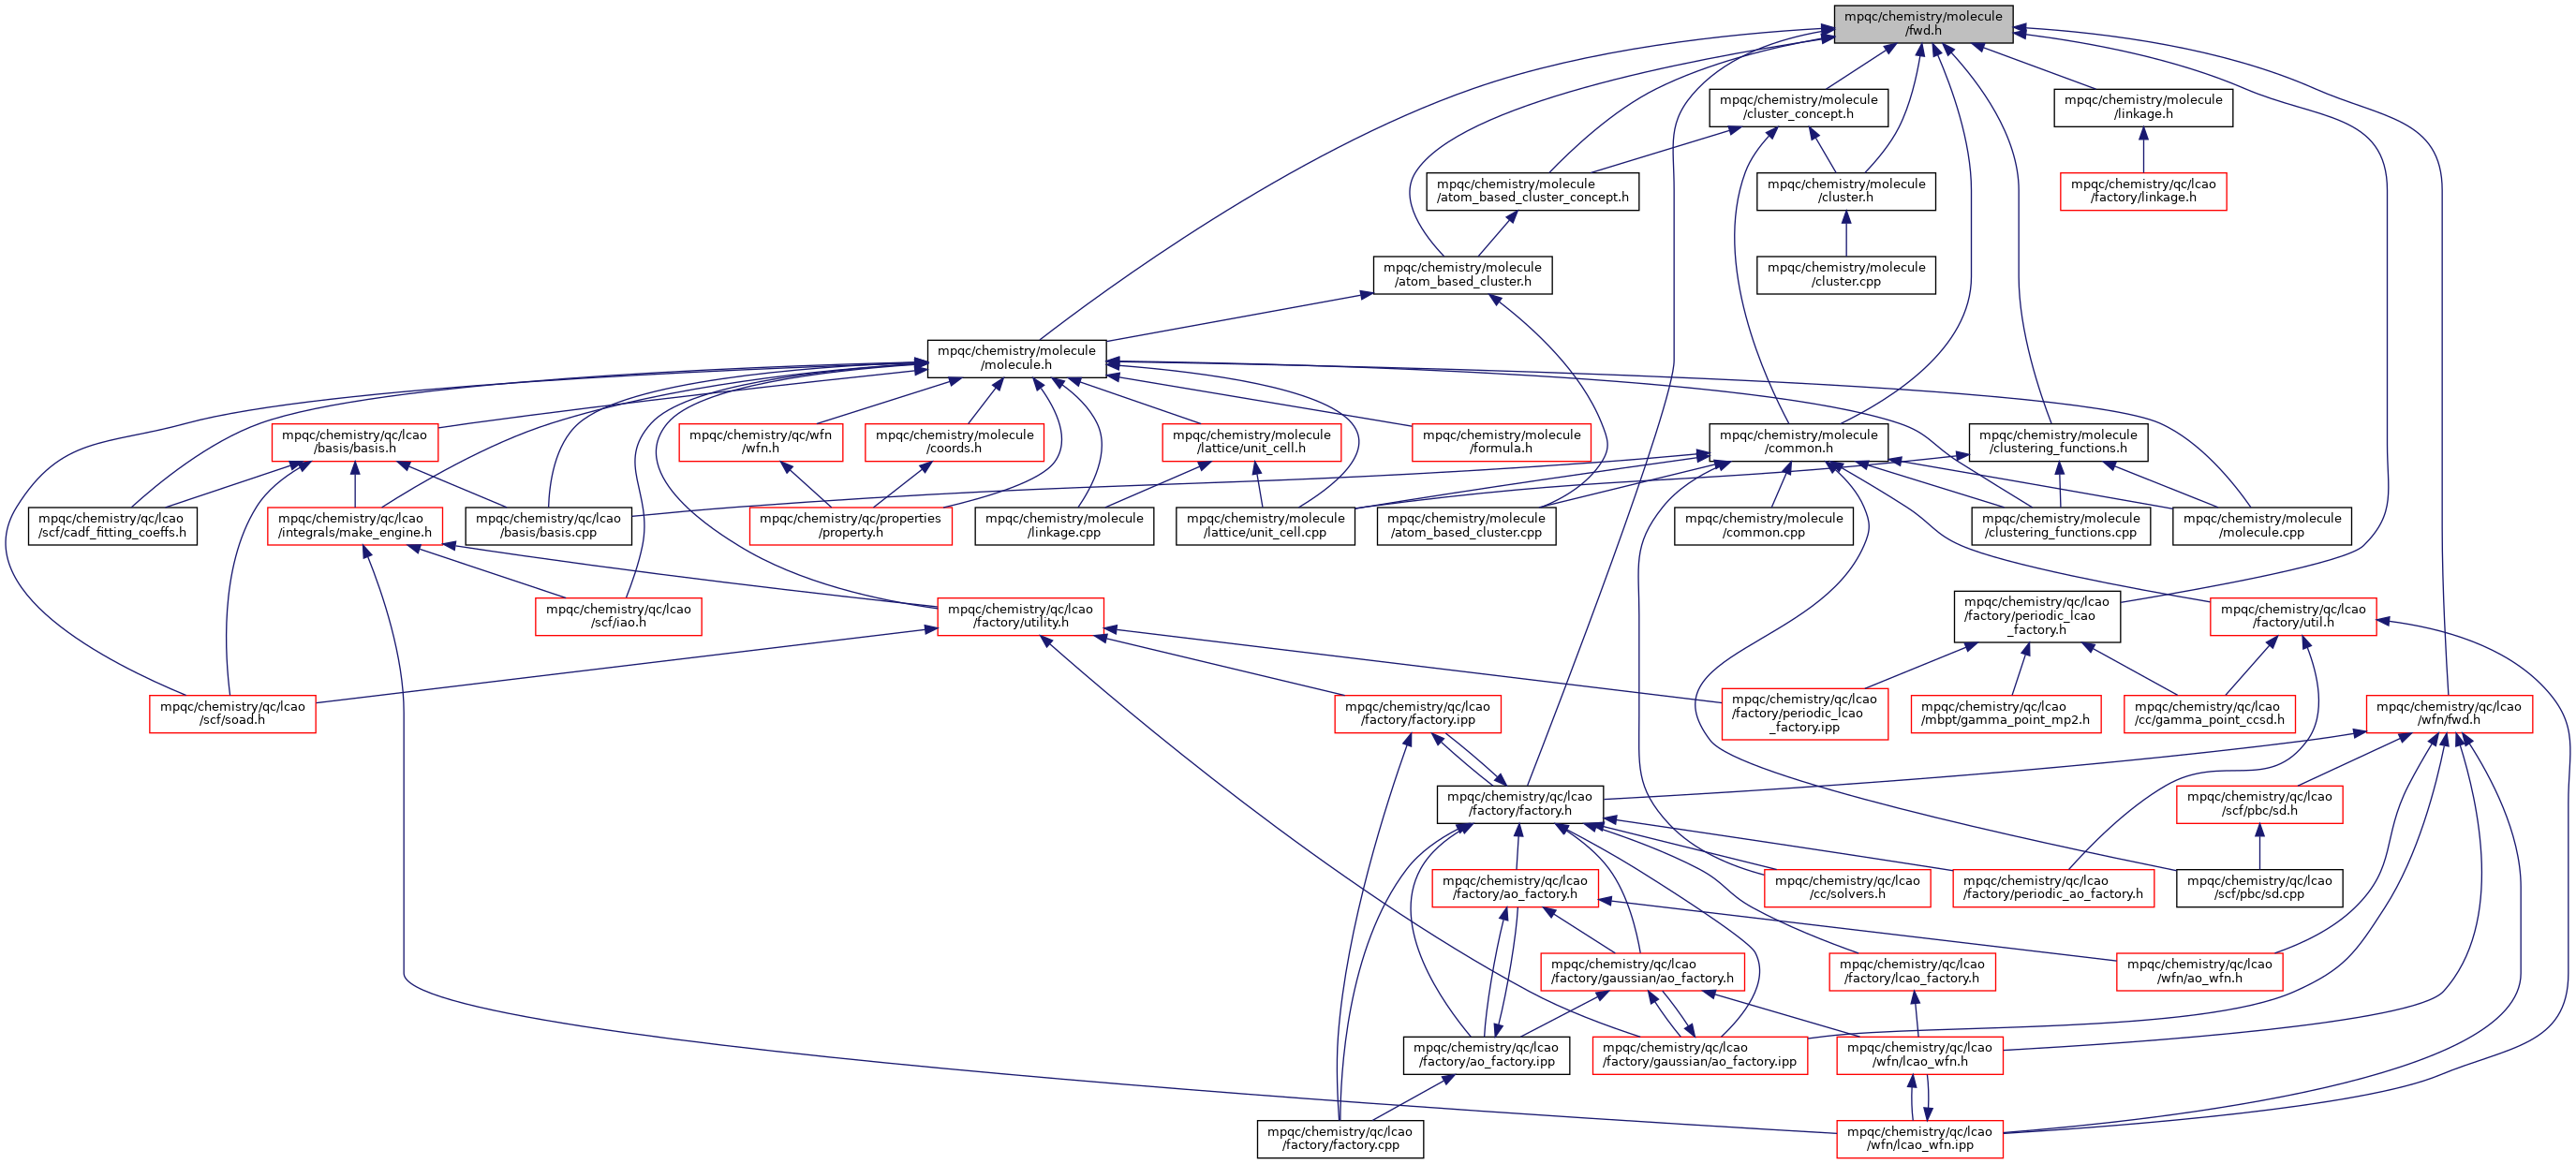 mpqc/chemistry/molecule
/fwd.h
mpqc/chemistry/molecule
/cluster_concept.h
mpqc/chemistry/molecule
/linkage.h
mpqc/chemistry/molecule
/atom_based_cluster_concept.h
mpqc/chemistry/molecule
/cluster.h
mpqc/chemistry/qc/lcao
/factory/linkage.h
mpqc/chemistry/molecule
/atom_based_cluster.h
mpqc/chemistry/molecule
/cluster.cpp
mpqc/chemistry/molecule
/molecule.h
mpqc/chemistry/qc/lcao
/basis/basis.h
mpqc/chemistry/qc/wfn
/wfn.h
mpqc/chemistry/molecule
/coords.h
mpqc/chemistry/molecule
/lattice/unit_cell.h
mpqc/chemistry/molecule
/formula.h
mpqc/chemistry/molecule
/common.h
mpqc/chemistry/molecule
/clustering_functions.h
mpqc/chemistry/qc/lcao
/scf/cadf_fitting_coeffs.h
mpqc/chemistry/qc/lcao
/integrals/make_engine.h
mpqc/chemistry/qc/lcao
/basis/basis.cpp
mpqc/chemistry/qc/properties
/property.h
mpqc/chemistry/molecule
/linkage.cpp
mpqc/chemistry/molecule
/lattice/unit_cell.cpp
mpqc/chemistry/molecule
/atom_based_cluster.cpp
mpqc/chemistry/molecule
/common.cpp
mpqc/chemistry/molecule
/clustering_functions.cpp
mpqc/chemistry/molecule
/molecule.cpp
mpqc/chemistry/qc/lcao
/scf/iao.h
mpqc/chemistry/qc/lcao
/factory/utility.h
mpqc/chemistry/qc/lcao
/factory/periodic_lcao
_factory.h
mpqc/chemistry/qc/lcao
/factory/util.h
mpqc/chemistry/qc/lcao
/scf/soad.h
mpqc/chemistry/qc/lcao
/factory/factory.ipp
mpqc/chemistry/qc/lcao
/factory/periodic_lcao
_factory.ipp
mpqc/chemistry/qc/lcao
/mbpt/gamma_point_mp2.h
mpqc/chemistry/qc/lcao
/cc/gamma_point_ccsd.h
mpqc/chemistry/qc/lcao
/wfn/fwd.h
mpqc/chemistry/qc/lcao
/factory/factory.h
mpqc/chemistry/qc/lcao
/scf/pbc/sd.h
mpqc/chemistry/qc/lcao
/factory/ao_factory.h
mpqc/chemistry/qc/lcao
/cc/solvers.h
mpqc/chemistry/qc/lcao
/factory/periodic_ao_factory.h
mpqc/chemistry/qc/lcao
/scf/pbc/sd.cpp
mpqc/chemistry/qc/lcao
/factory/gaussian/ao_factory.h
mpqc/chemistry/qc/lcao
/factory/lcao_factory.h
mpqc/chemistry/qc/lcao
/wfn/ao_wfn.h
mpqc/chemistry/qc/lcao
/factory/ao_factory.ipp
mpqc/chemistry/qc/lcao
/factory/gaussian/ao_factory.ipp
mpqc/chemistry/qc/lcao
/wfn/lcao_wfn.h
mpqc/chemistry/qc/lcao
/factory/factory.cpp
mpqc/chemistry/qc/lcao
/wfn/lcao_wfn.ipp